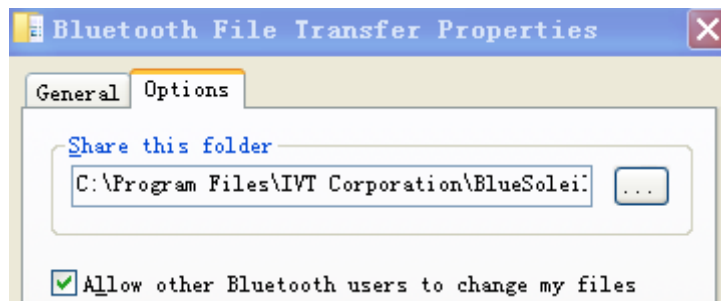 Bluetooth File Transfer Properties
General Options
Share this folder
C:\Program Files\IVT Corporation\BlueSolei
...
Allow other Bluetooth users to change my files